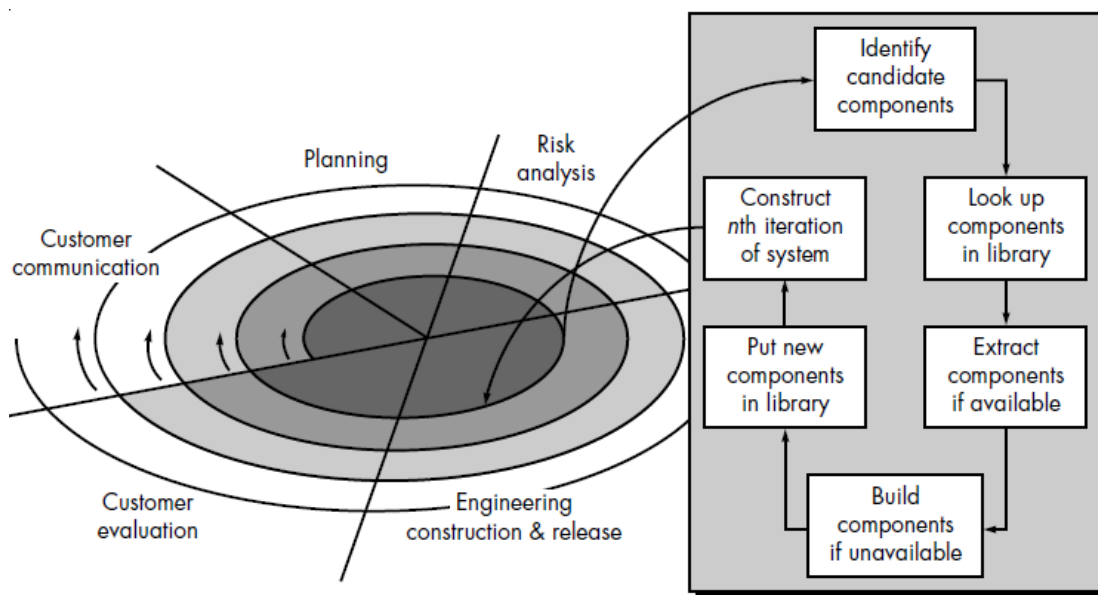 Planning
Risk
analysis
Customer
communication
Customer
evaluation
Engineering
construction & release
Identify
candidate
components
Look up
components
in library
Extract
components
if available
Build
components
if unavailable
Put new
components
in library
Construct
nth iteration
of system